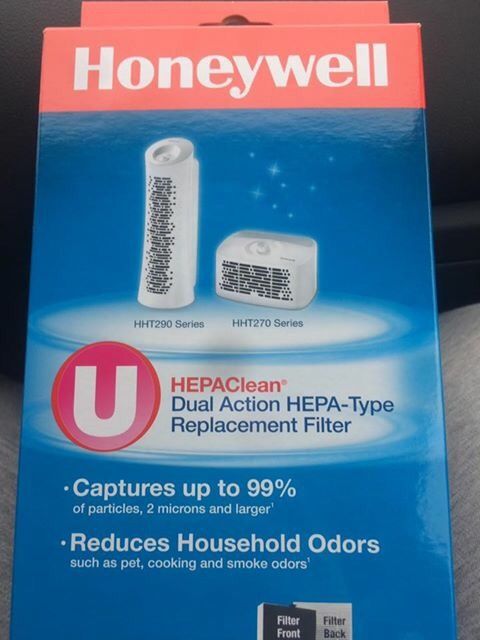 Honeywell
HHT290 Series HHT270 Series
U
HEPAClean®
Dual Action HEPA-Type
Replacement Filter
· Captures up to 99%
of particles, 2 microns and larger¹
· Reduces Household Odors
such as pet, cooking and smoke odors¹
Filter Front
Filter Back